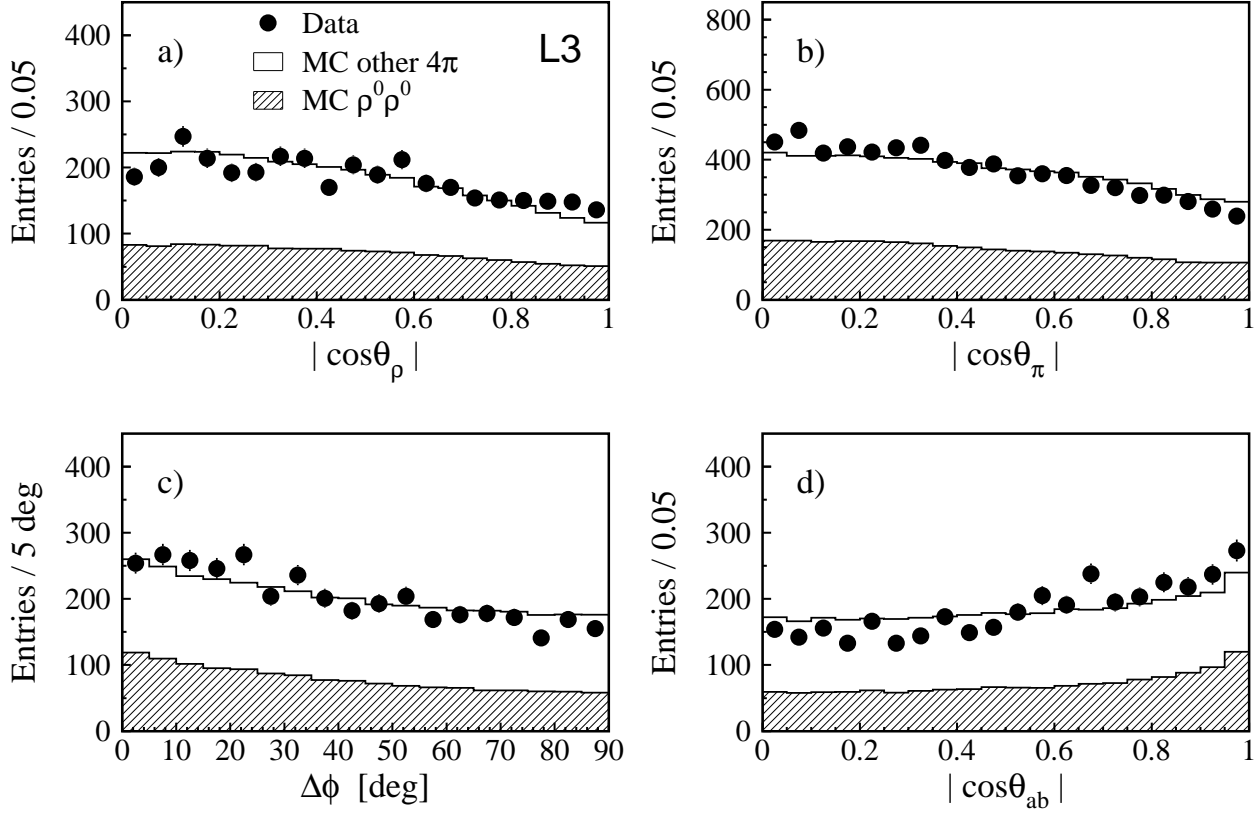 a)
Data
MC other 4π
MC ρ⁰ρ⁰
L3
Entries / 0.05
400
300
200
100
0
0 0.2 0.4 0.6 0.8 1
| cosθρ |
b)
Entries / 0.05
800
600
400
200
0
0 0.2 0.4 0.6 0.8 1
| cosθπ |
c)
Entries / 5 deg
400
300
200
100
0
0 10 20 30 40 50 60 70 80 90
Δϕ [deg]
d)
Entries / 0.05
400
300
200
100
0
0 0.2 0.4 0.6 0.8 1
| cosθab |